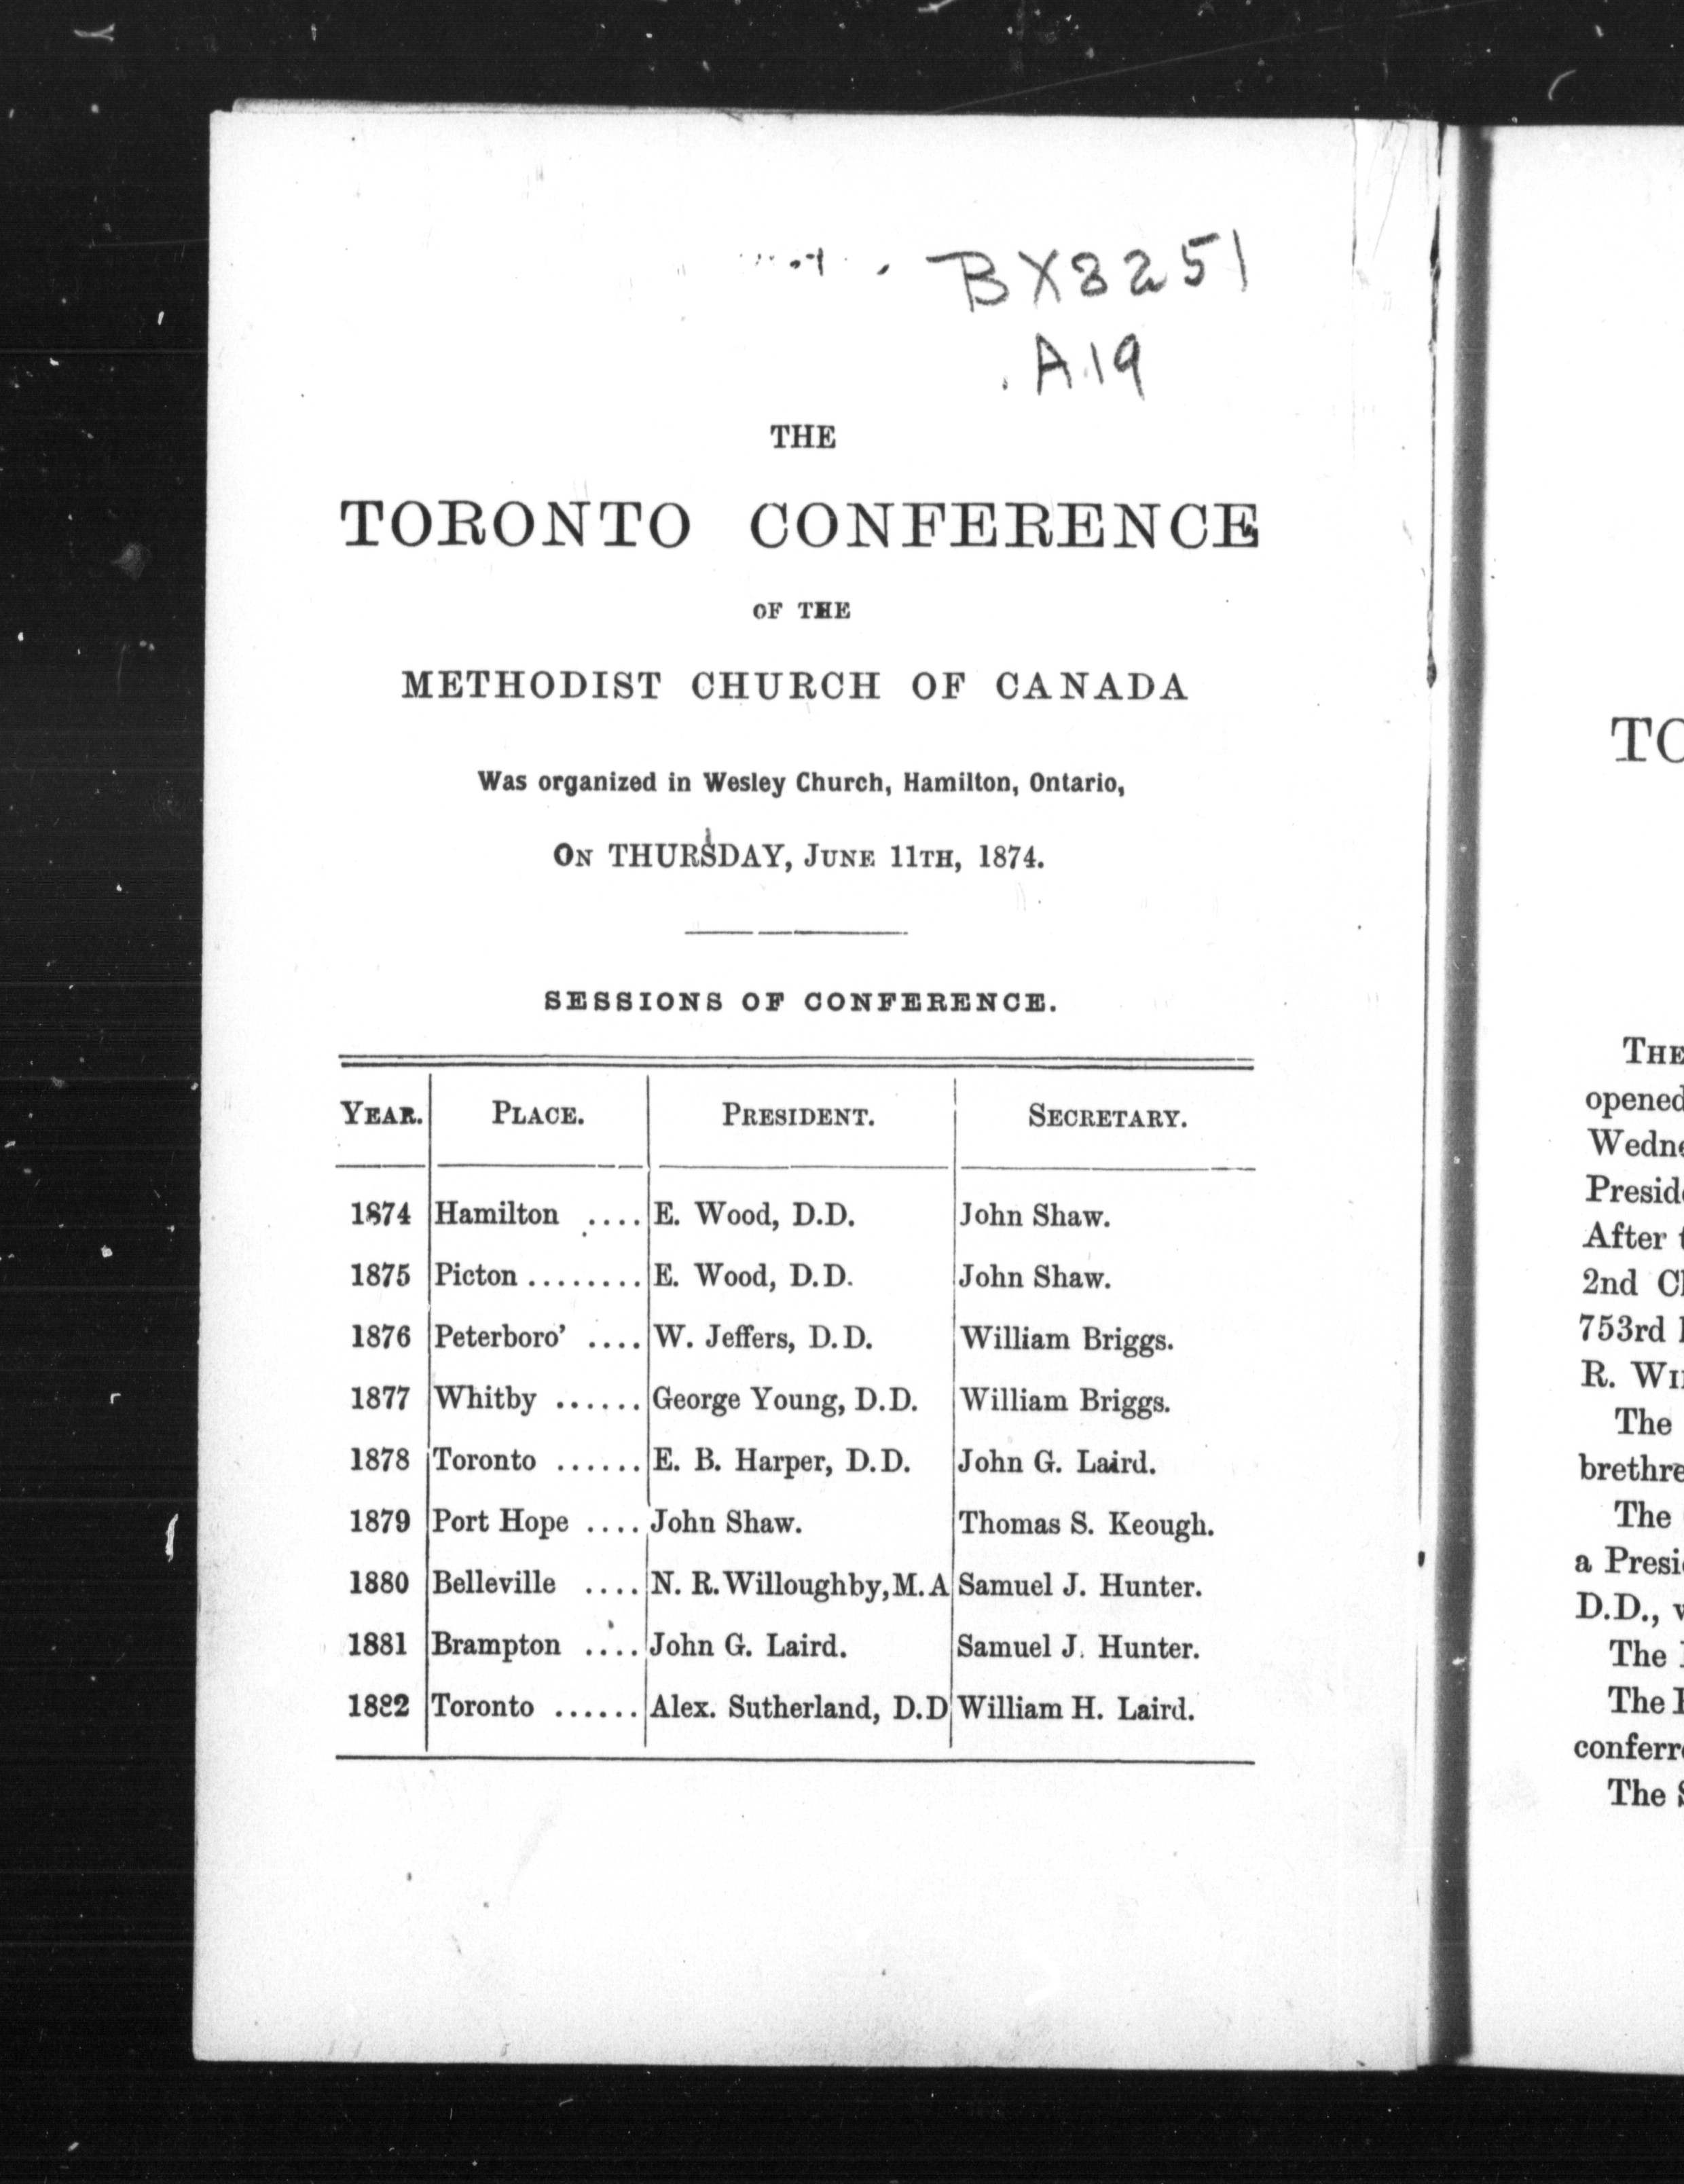 BX8251
A19
THE
TORONTO CONFERENCE
OF THE
METHODIST CHURCH OF CANADA
Was organized in Wesley Church, Hamilton, Ontario,
ON THURSDAY, JUNE 11TH, 1874.
SESSIONS OF CONFERENCE.
YEAR. PLACE. PRESIDENT. SECRETARY.
1874 Hamilton .... E. Wood, D.D. John Shaw.
1875 Picton ........ E. Wood, D.D. John Shaw.
1876 Peterboro' .... W. Jeffers, D.D. William Briggs.
1877 Whitby ...... George Young, D.D. William Briggs.
1878 Toronto ...... E. B. Harper, D.D. John G. Laird.
1879 Port Hope .... John Shaw. Thomas S. Keough.
1880 Belleville .... N. R. Willoughby, M.A Samuel J. Hunter.
1881 Brampton .... John G. Laird. Samuel J. Hunter.
1882 Toronto ...... Alex. Sutherland, D.D William H. Laird.
TO
THE
opened
Wedne
Preside
After t
2nd Ch
753rd
R. WI
The
brethre
The
a Presi
D.D.,
The
The
conferr
The